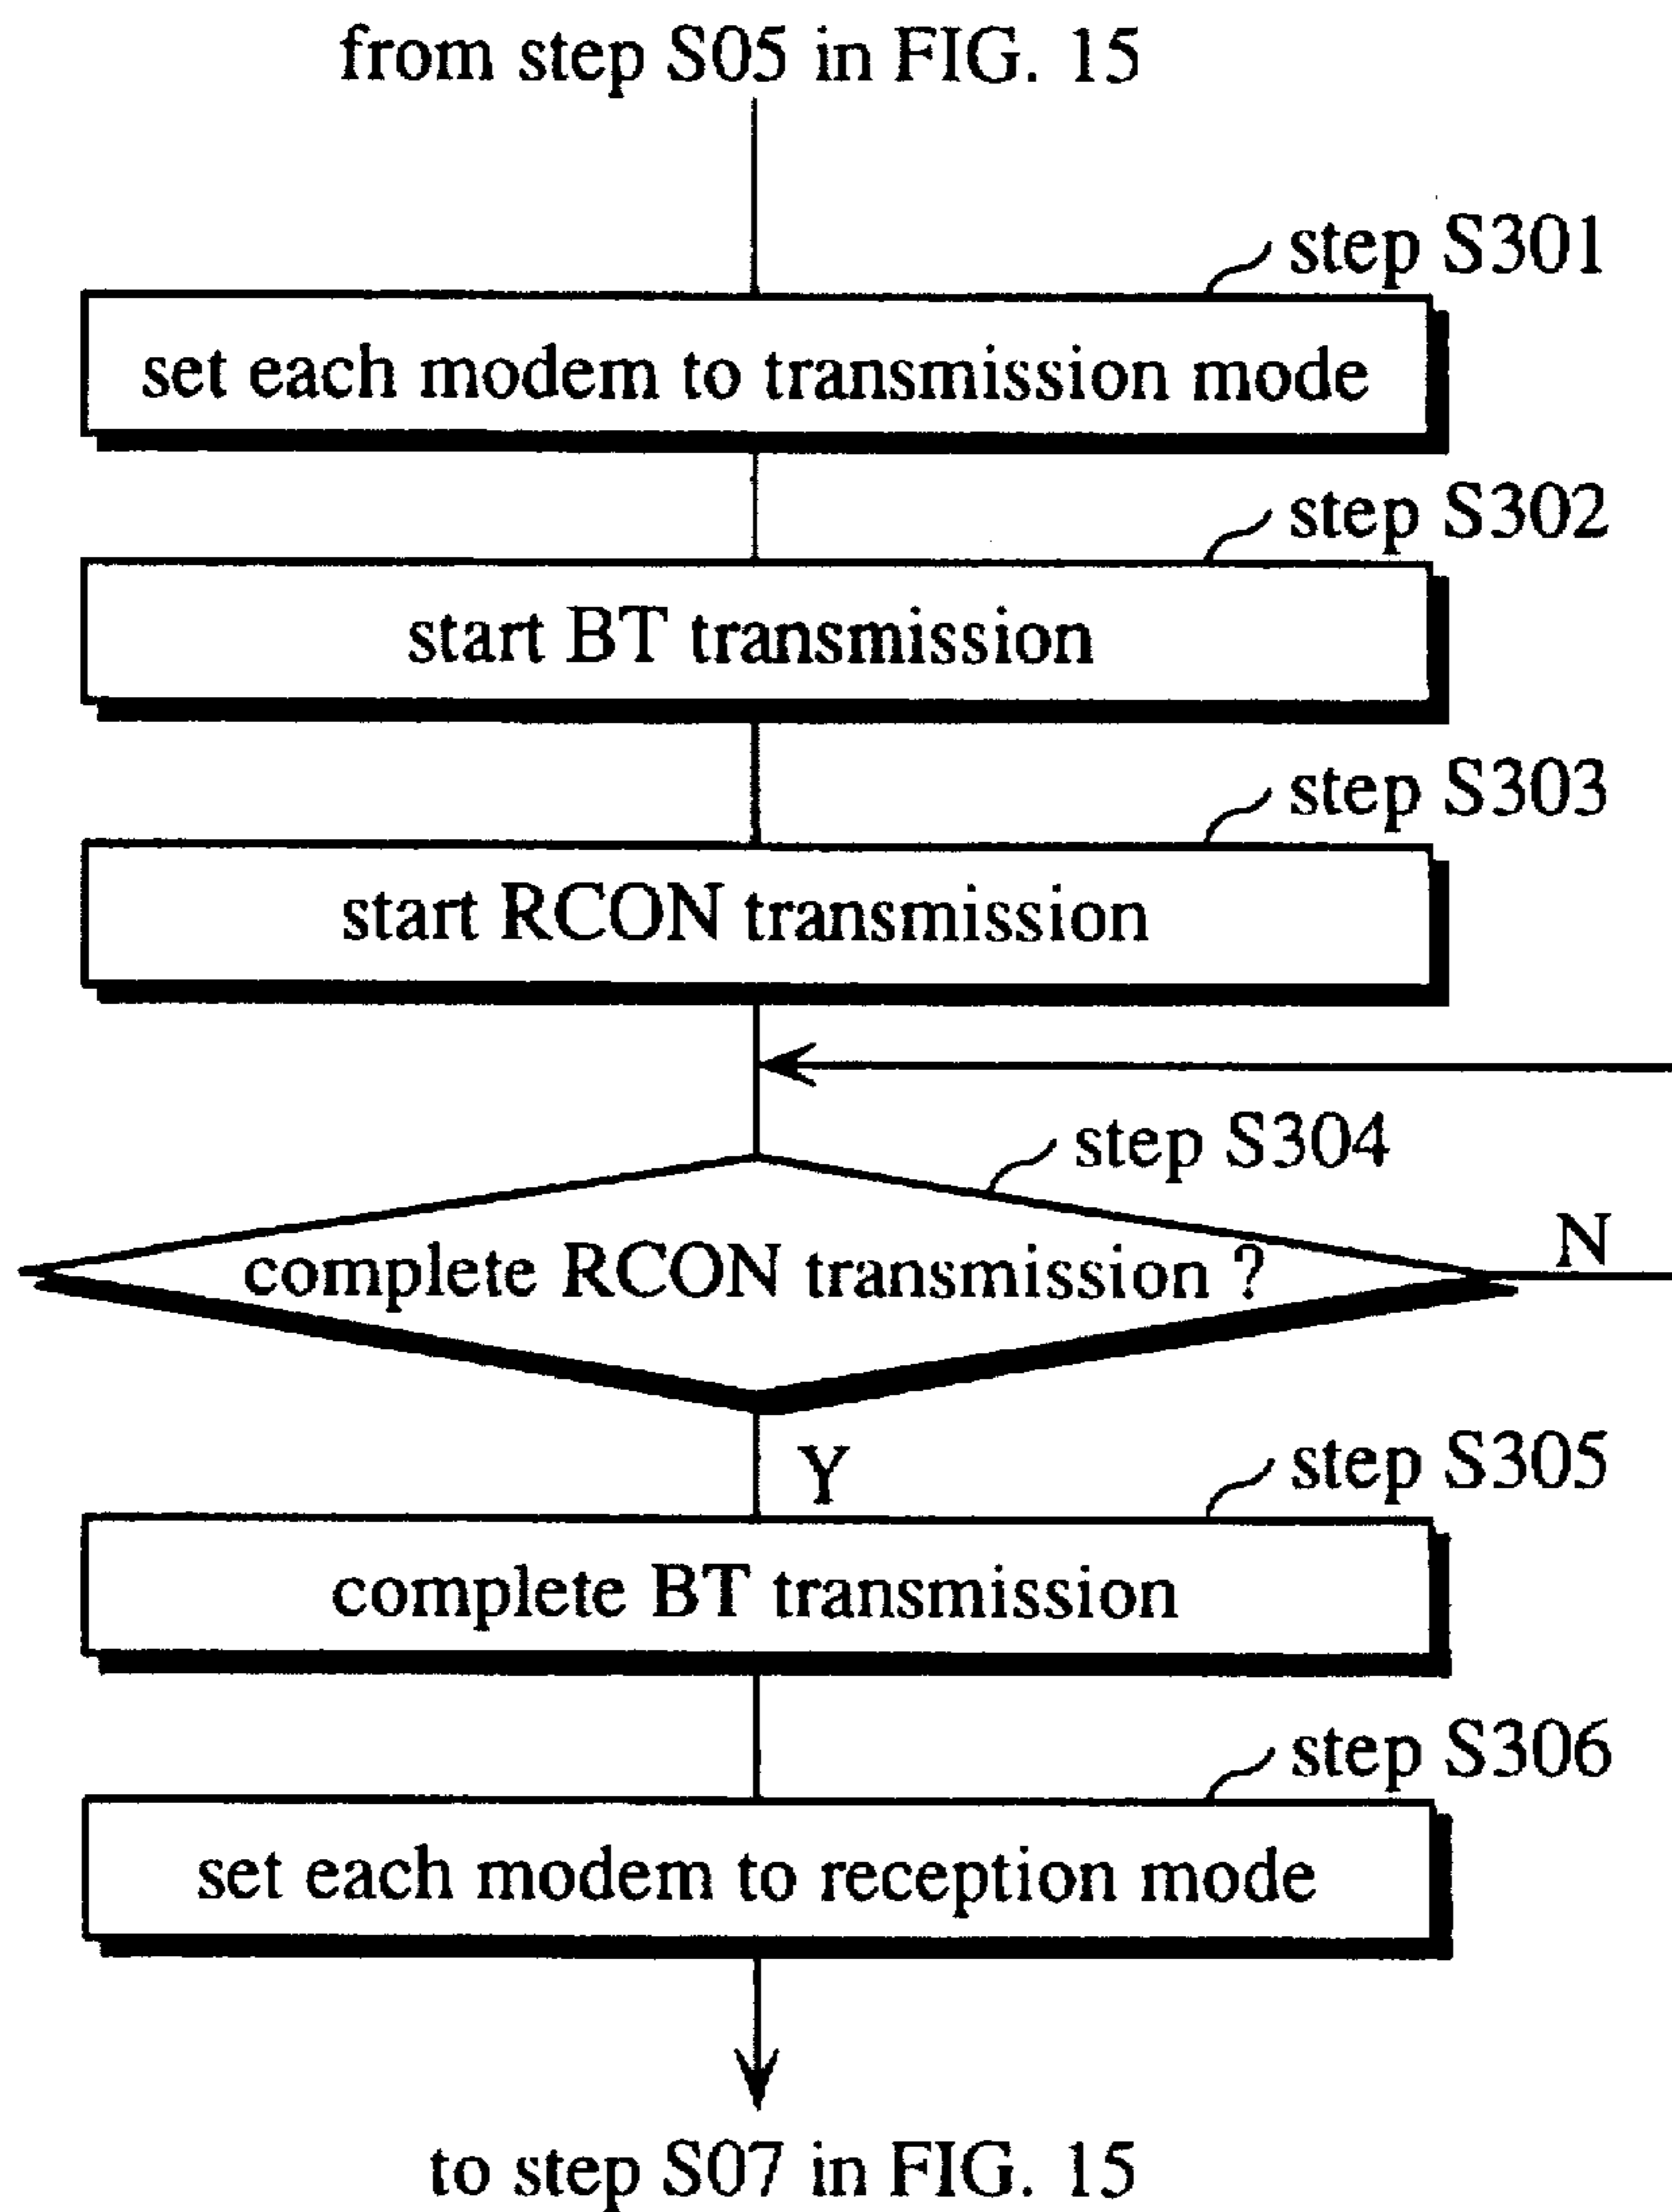 from step S05 in FIG. 15
step S301
set each modem to transmission mode
step S302
start BT transmission
step S303
start RCON transmission
step S304
complete RCON transmission ?
N
Y
step S305
complete BT transmission
step S306
set each modem to reception mode
to step S07 in FIG. 15